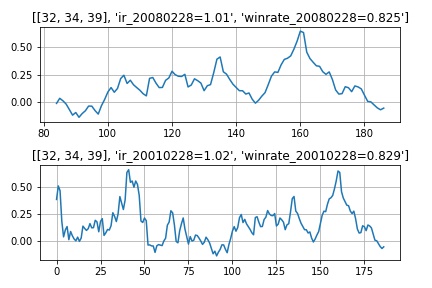 [[32, 34, 39], 'ir_20080228=1.01', 'winrate_20080228=0.825']
0.50
0.25
0.00
80 100 120 140 160 180
[[32, 34, 39], 'ir_20010228=1.02', 'winrate_20010228=0.829']
0.50
0.25
0.00
0 25 50 75 100 125 150 175